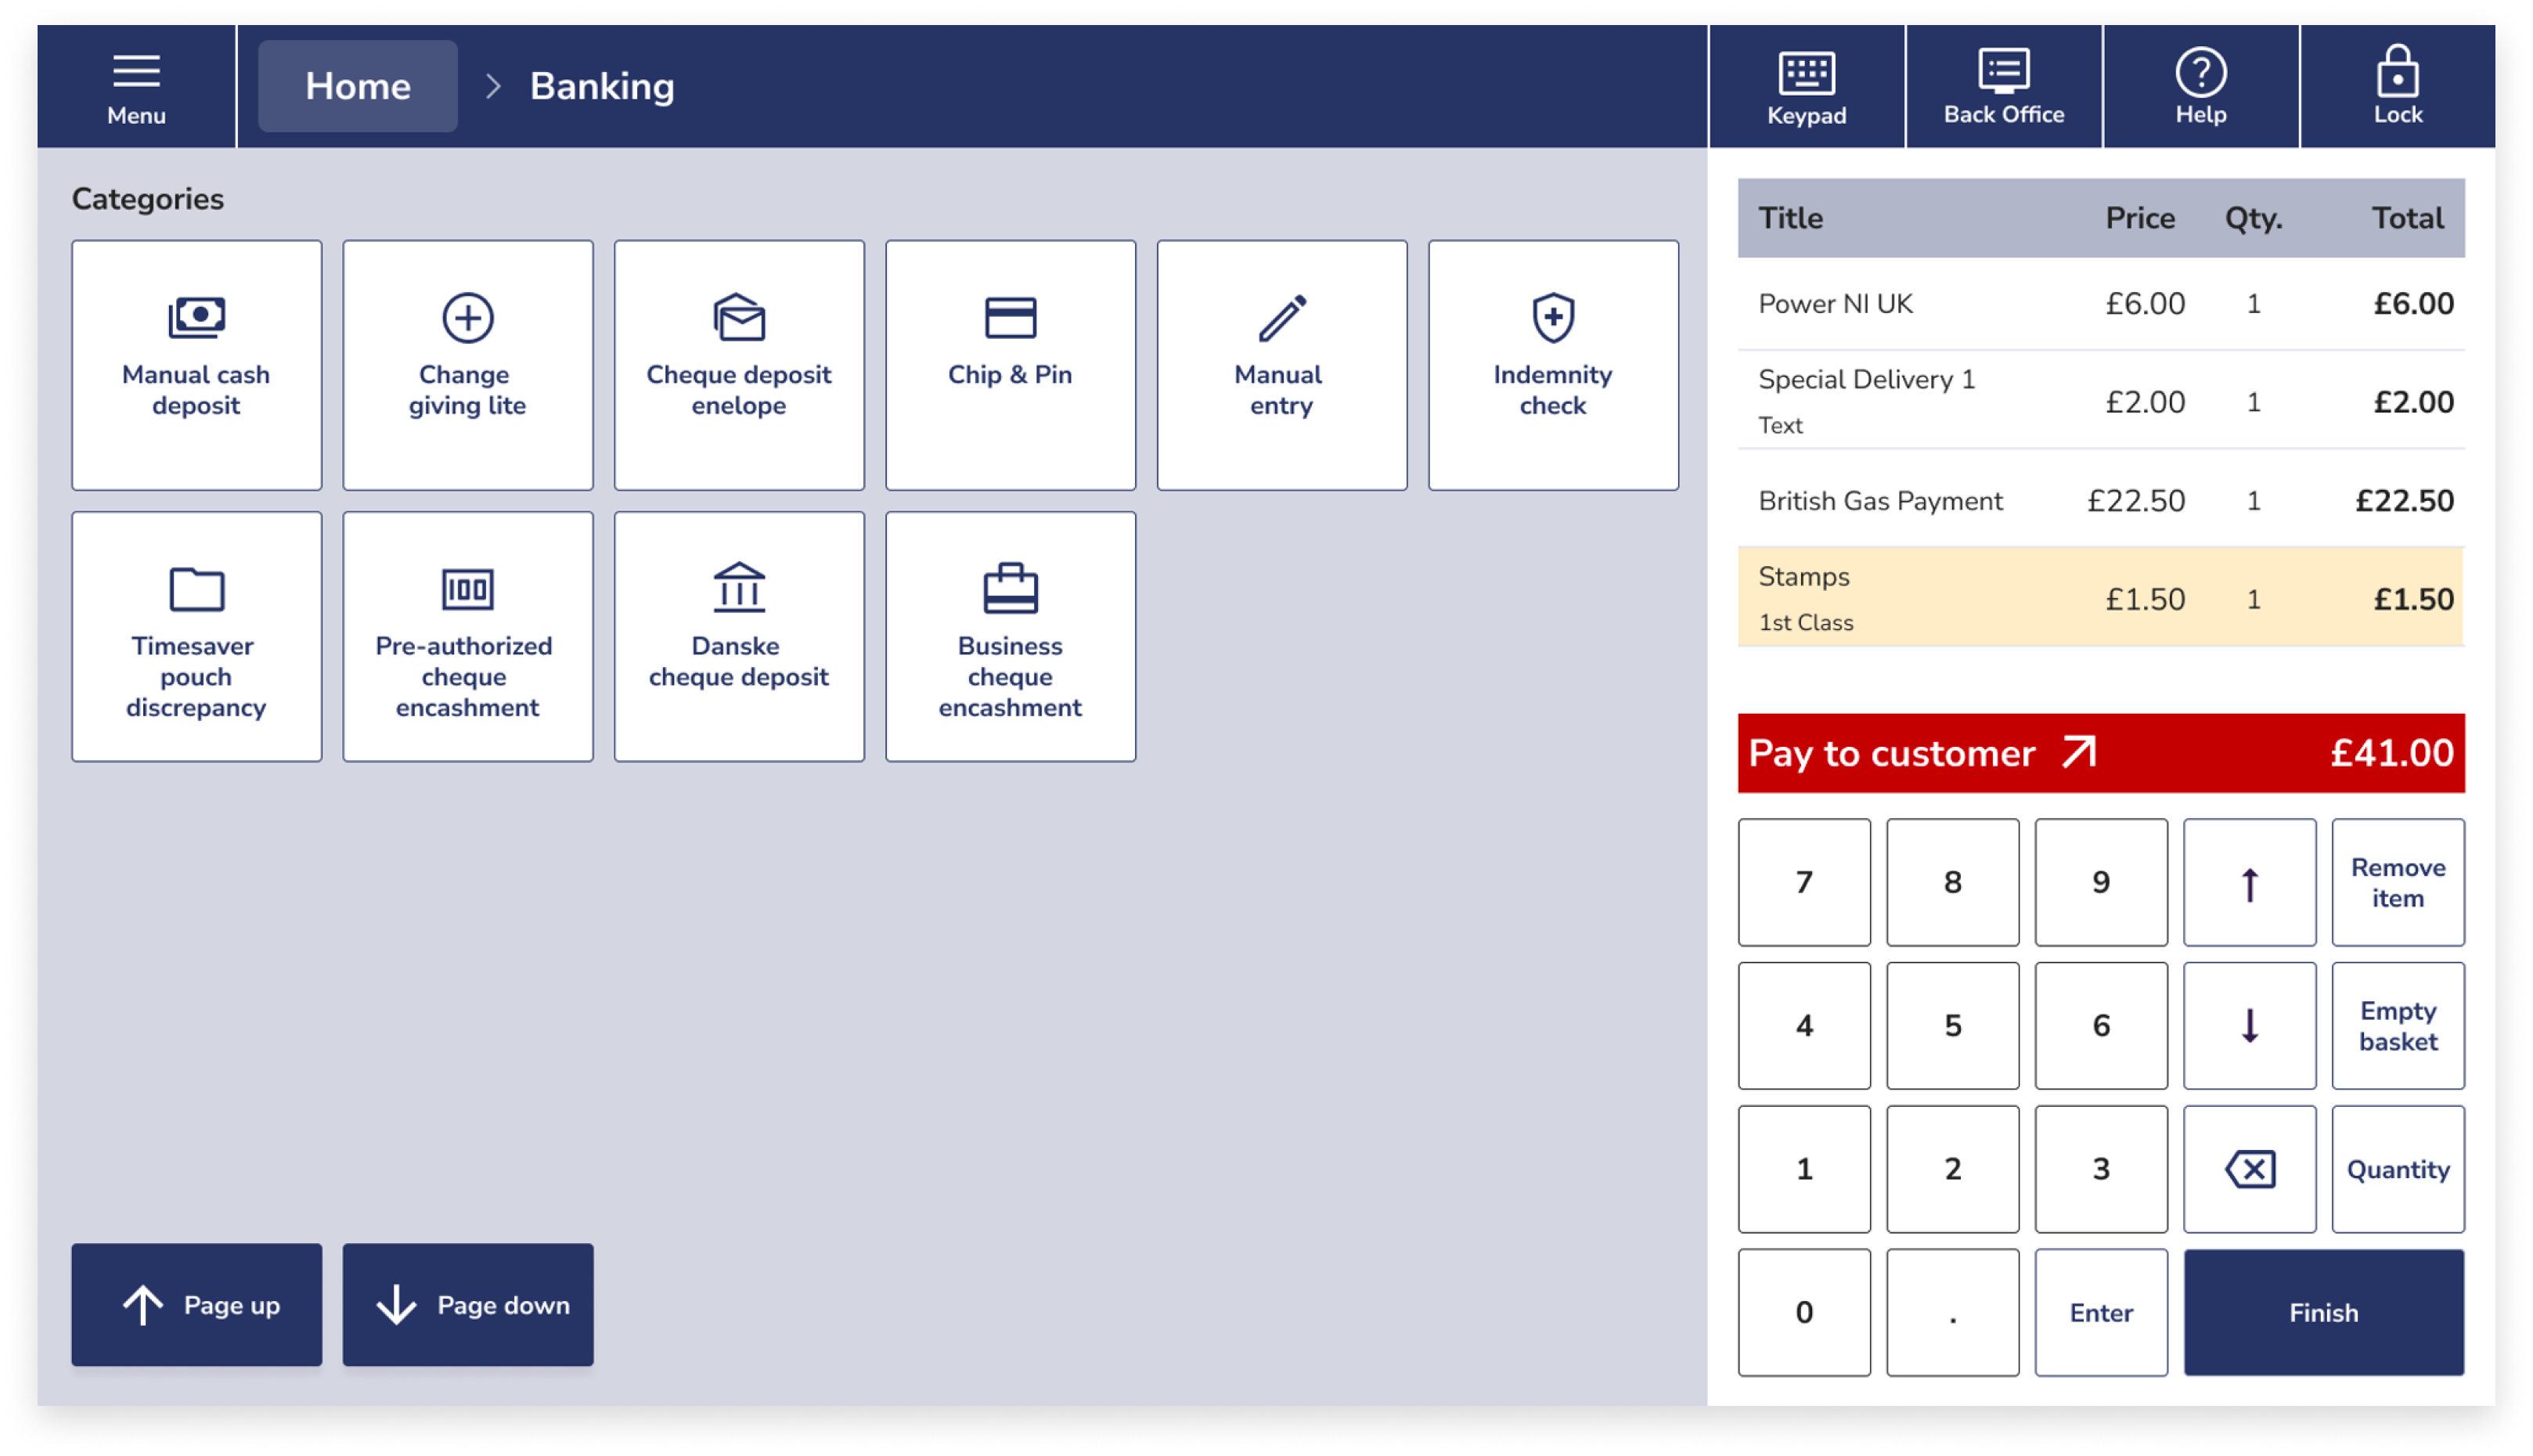 Menu
Home > Banking
Keypad
Back Office
Help
Lock
Categories
Manual cash
deposit
Change
giving lite
Cheque deposit
enelope
Chip & Pin
Manual
entry
Indemnity
check
Timesaver
pouch
discrepancy
100
Pre-authorized
cheque
encashment
Danske
cheque deposit
Business
cheque
encashment
Page up
Page down
Title Price Qty. Total
Power NI UK £6.00 1 £6.00
Special Delivery 1 £2.00 1 £2.00
Text
British Gas Payment £22.50 1 £22.50
Stamps £1.50 1 £1.50
1st Class
Pay to customer £41.00
7 8 9 ↑
Remove
item
4 5 6 ↓
Empty
basket
1 2 3 Quantity
0 . Enter Finish